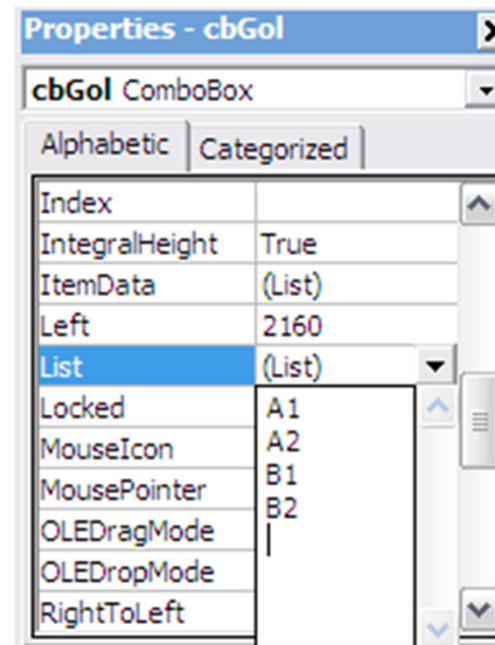 Properties - cbGol
cbGol ComboBox
Alphabetic Categorized
Index
IntegralHeight True
ItemData (List)
Left 2160
List (List)
Locked
MouseIcon
MousePointer
OLEDragMode
OLEDropMode
RightToLeft
A1
A2
B1
B2